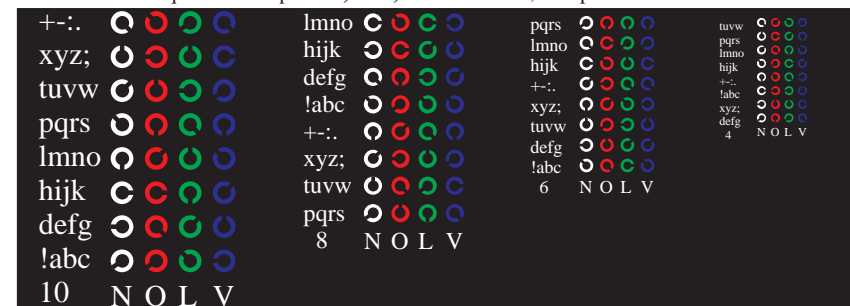 +-:.
xyz;
tuvw
pqrs
lmno
hijk
defg
!abc
10 N O L V
lmno
hijk
defg
!abc
+-:.
xyz;
tuvw
pqrs
8 N O L V
pqrs
lmno
hijk
+-:.
xyz;
tuvw
defg
!abc
6 N O L V
tuvw
pqrs
lmno
hijk
+-:.
!abc
xyz;
defg
4 N O L V